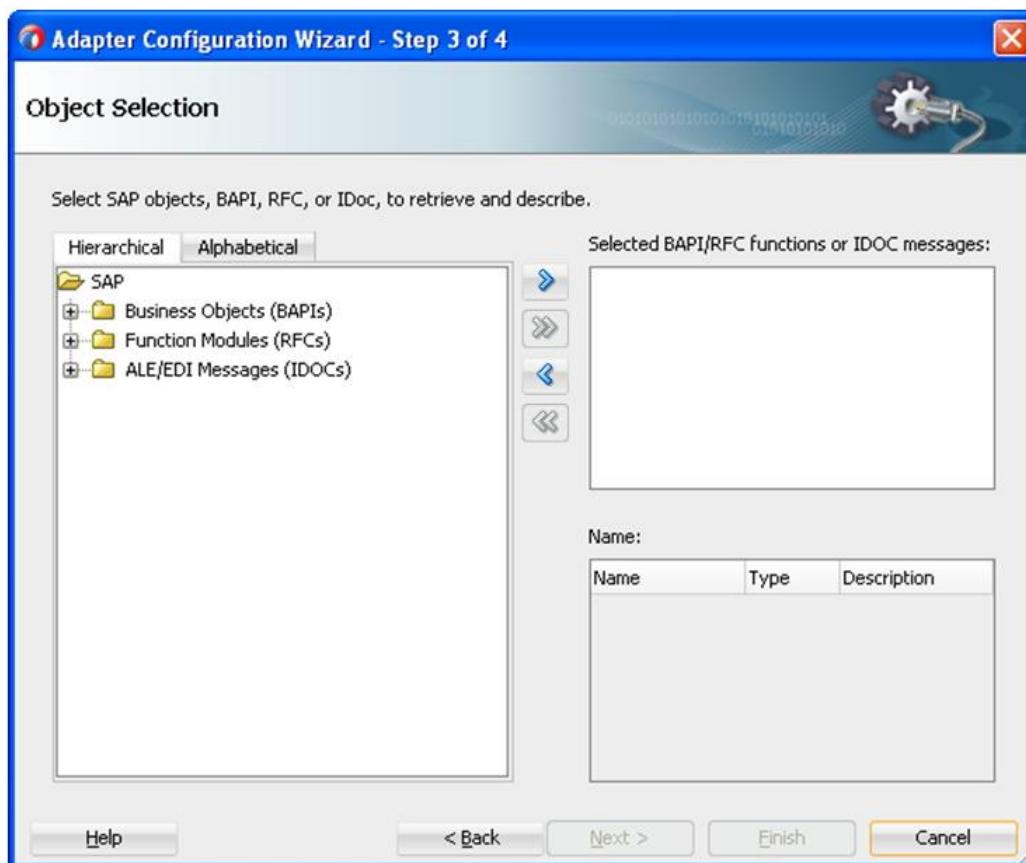 Adapter Configuration Wizard - Step 3 of 4
Object Selection
Select SAP objects, BAPI, RFC, or IDoc, to retrieve and describe.
Hierarchical Alphabetical
SAP
Business Objects (BAPIs)
Function Modules (RFCs)
ALE/EDI Messages (IDOCs)
Selected BAPI/RFC functions or IDOC messages:
Name:
Name Type Description
Help < Back Next > Finish Cancel